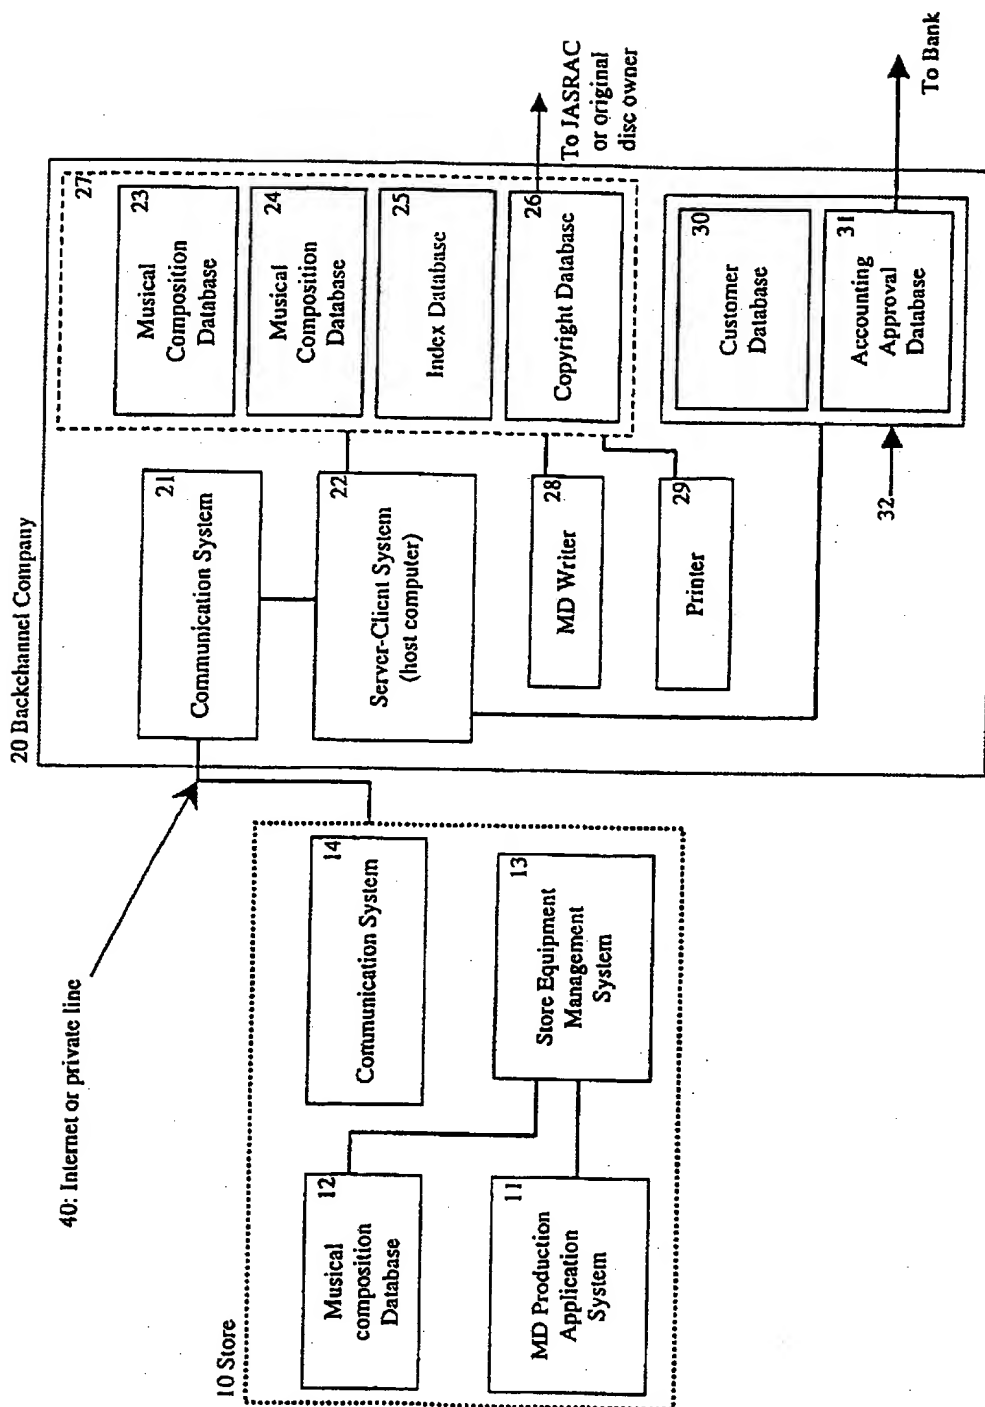 40: Internet or private line
10 Store
Musical
composition
Database
12
MD Production
Application
System
11
Communication System
14
Store Equipment
Management
System
13
20 Backchannel Company
Communication System
21
Server-Client System
(host computer)
22
MD Writer
28
Printer
29
27
Musical
Composition
Database
23
Musical
Composition
Database
24
Index Database
25
Copyright Database
26
To JASRAC
or original
disc owner
Customer
Database
30
Accounting
Approval
Database
31
32
To Bank